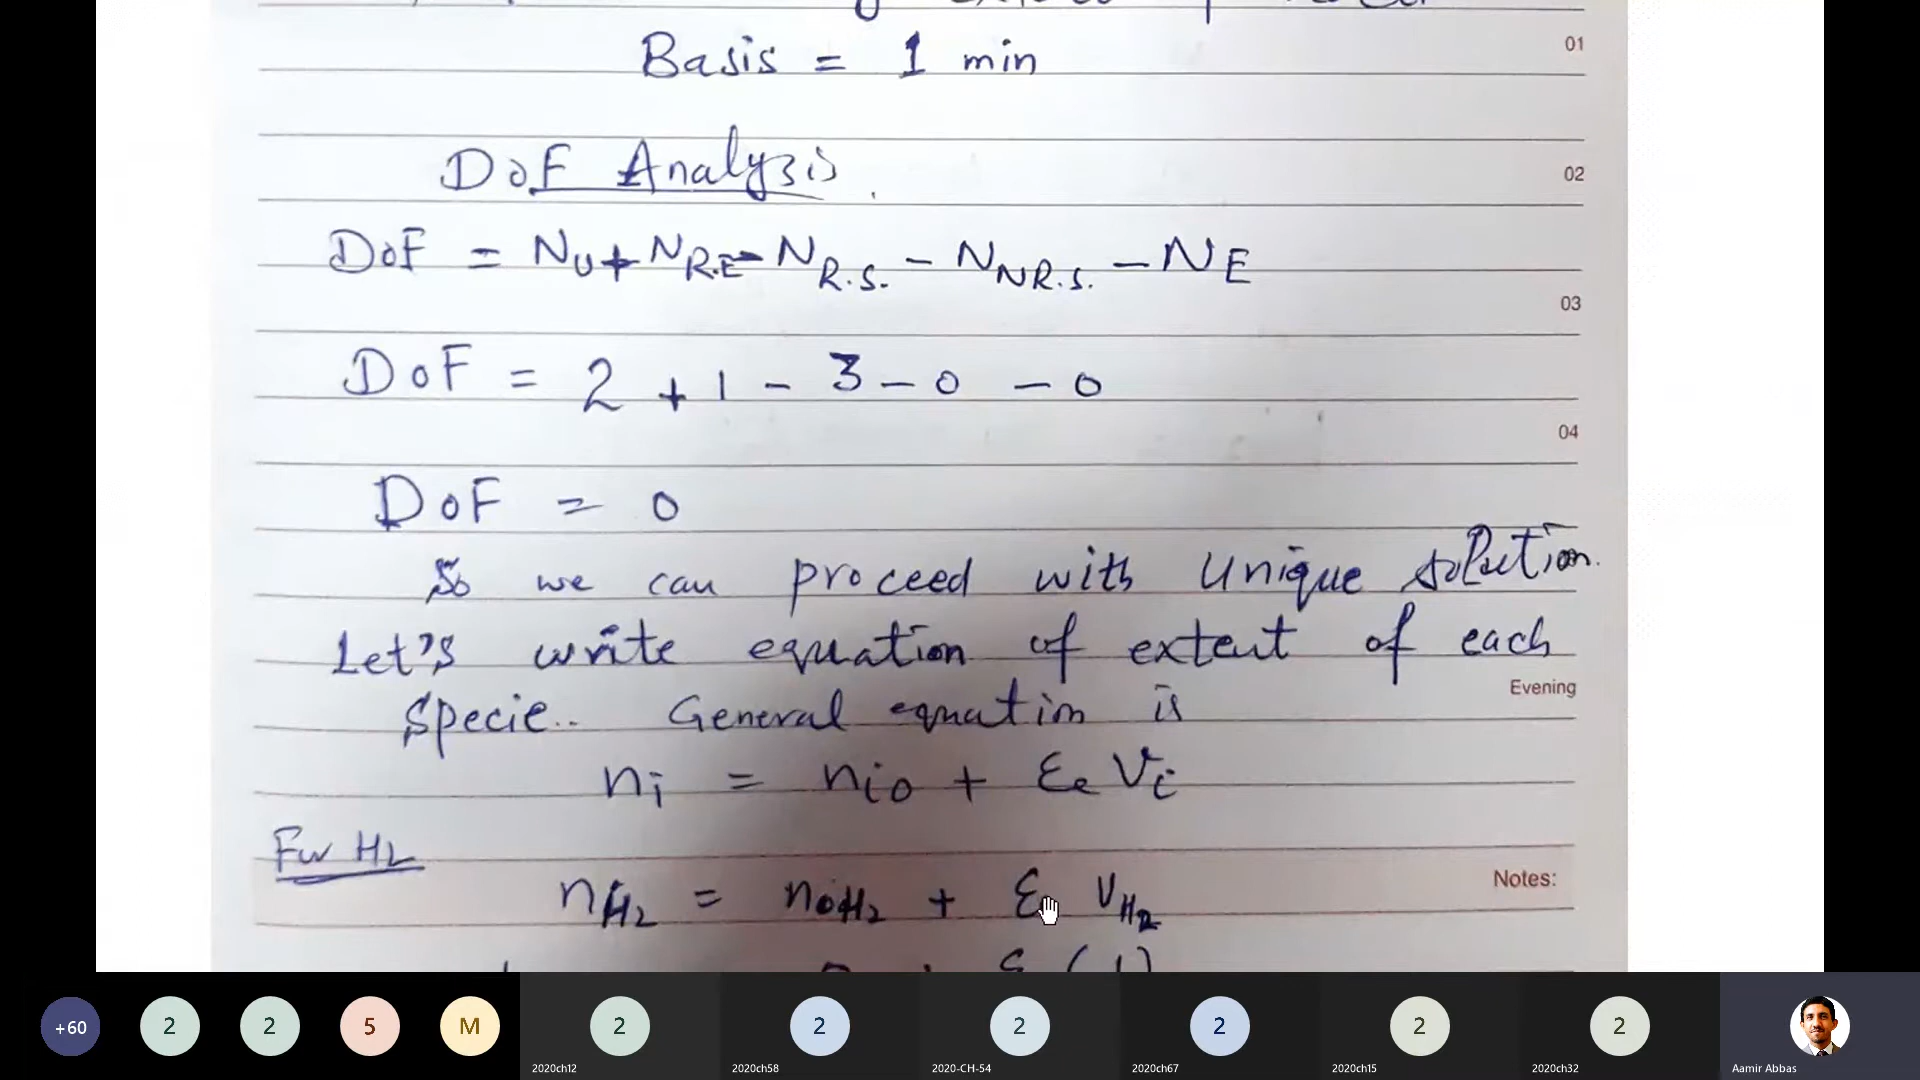 Basis = 1 min
01
DoF Analysis.
02
DoF = NU + NR.E - NR.S. - NNR.S. - NE
03
DoF = 2 + 1 - 3 - 0 - 0
04
DoF = 0
So we can proceed with Unique solution.
Let's write equation of extent of each
Evening
Specie.. General equation is
ni = nio + Ee Vi
For H2
Notes:
nH2 = noH2 + E VH2
+60
2
2
5
M
2
2
2
2
2
2
2020ch12
2020ch58
2020-CH-54
2020ch67
2020ch15
2020ch32
Aamir Abbas